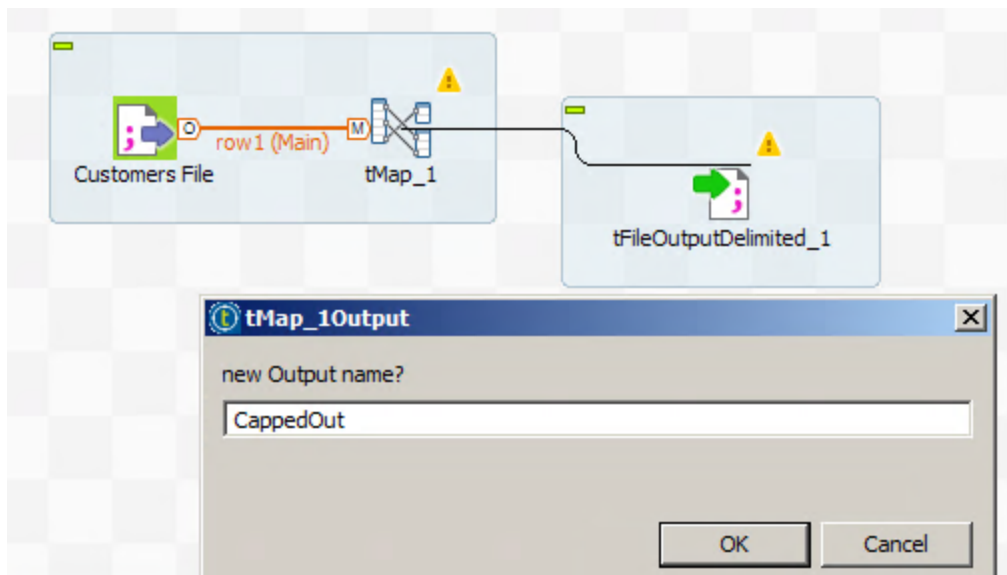 O
row1 (Main)
M
Customers File
tMap_1
tFileOutputDelimited_1
tMap_1Output
new Output name?
CappedOut
OK
Cancel